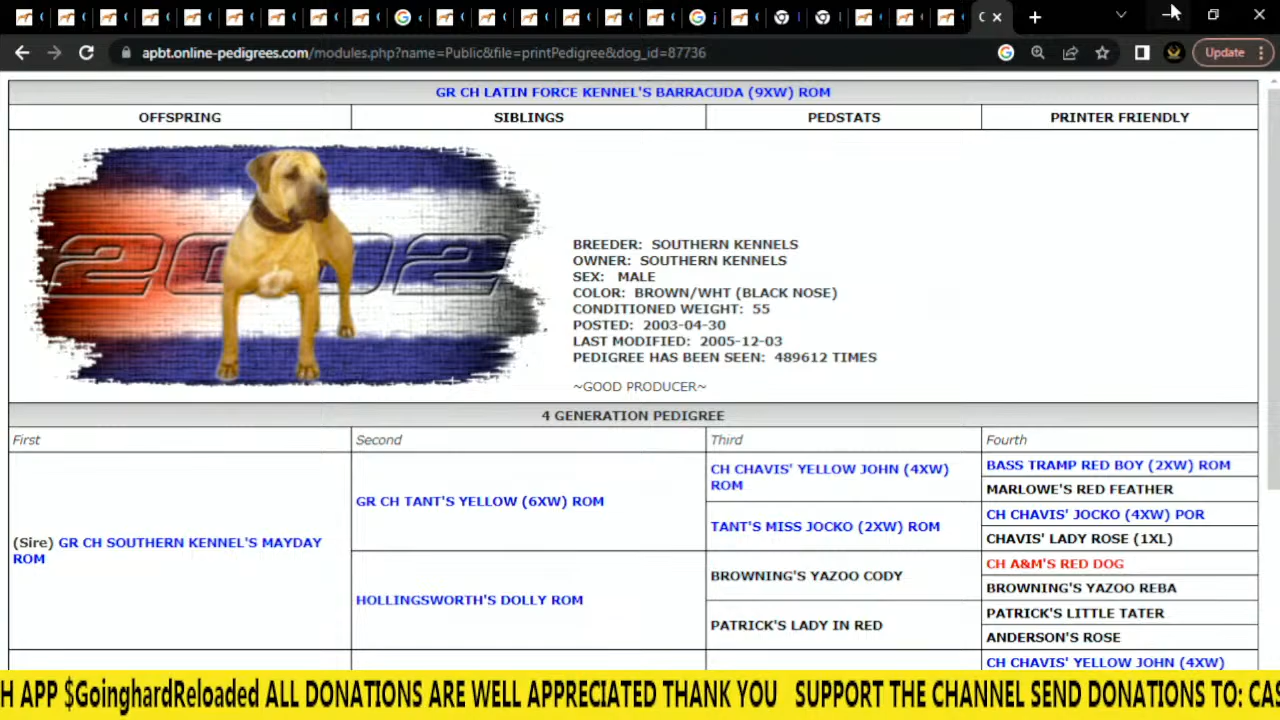 apbt.online-pedigrees.com/modules.php?name=Public&file=printPedigree&dog_id=87736
Update
GR CH LATIN FORCE KENNEL'S BARRACUDA (9XW) ROM
OFFSPRING SIBLINGS PEDSTATS PRINTER FRIENDLY
2002
BREEDER: SOUTHERN KENNELS
OWNER: SOUTHERN KENNELS
SEX: MALE
COLOR: BROWN/WHT (BLACK NOSE)
CONDITIONED WEIGHT: 55
POSTED: 2003-04-30
LAST MODIFIED: 2005-12-03
PEDIGREE HAS BEEN SEEN: 489612 TIMES
~GOOD PRODUCER~
4 GENERATION PEDIGREE
First Second Third Fourth
(Sire) GR CH SOUTHERN KENNEL'S MAYDAY
ROM
GR CH TANT'S YELLOW (6XW) ROM
HOLLINGSWORTH'S DOLLY ROM
CH CHAVIS' YELLOW JOHN (4XW)
ROM
TANT'S MISS JOCKO (2XW) ROM
BROWNING'S YAZOO CODY
PATRICK'S LADY IN RED
BASS TRAMP RED BOY (2XW) ROM
MARLOWE'S RED FEATHER
CH CHAVIS' JOCKO (4XW) POR
CHAVIS' LADY ROSE (1XL)
CH A&M'S RED DOG
BROWNING'S YAZOO REBA
PATRICK'S LITTLE TATER
ANDERSON'S ROSE
CH CHAVIS' YELLOW JOHN (4XW)
H APP $GoinghardReloaded ALL DONATIONS ARE WELL APPRECIATED THANK YOU SUPPORT THE CHANNEL SEND DONATIONS TO: CAS